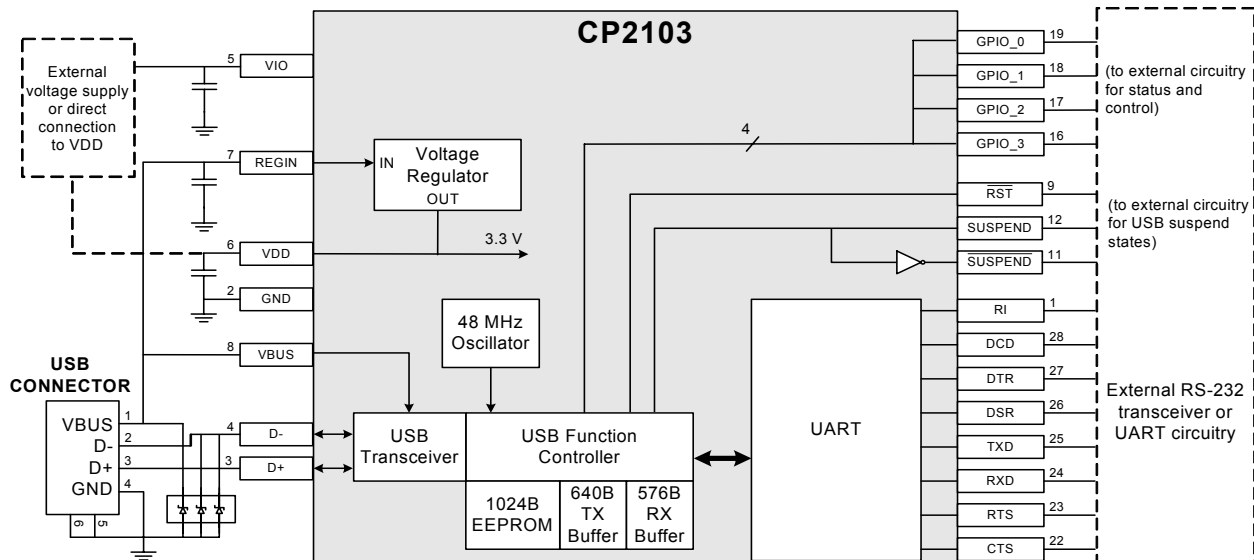 CP2103
External
voltage supply
or direct
connection
to VDD
5
VIO
7
REGIN
IN
Voltage
Regulator
OUT
6
VDD
3.3 V
2
GND
48 MHz
Oscillator
8
VBUS
USB
CONNECTOR
VBUS
1
D-
2
D+
3
GND
4
6
5
4
D-
3
D+
USB
Transceiver
USB Function
Controller
1024B
EEPROM
640B
TX
Buffer
576B
RX
Buffer
UART
4
GPIO_0
19
GPIO_1
18
GPIO_2
17
GPIO_3
16
(to external circuitry
for status and
control)
RST
9
SUSPEND
12
SUSPEND
11
(to external circuitry
for USB suspend
states)
RI
1
DCD
28
DTR
27
DSR
26
TXD
25
RXD
24
RTS
23
CTS
22
External RS-232
transceiver or
UART circuitry